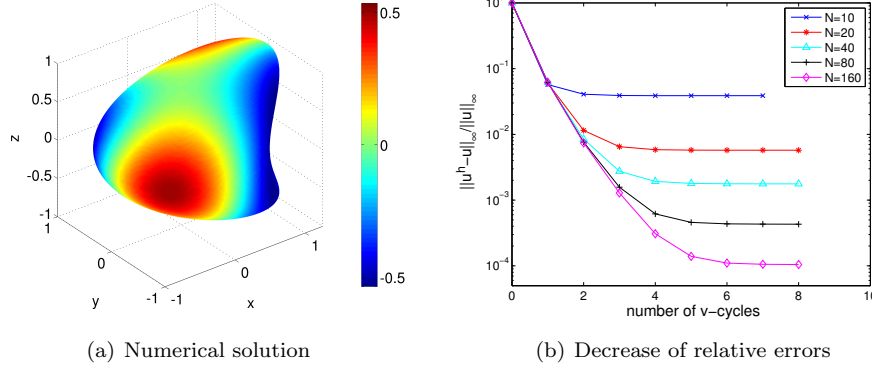 1
0.5
0
-0.5
-1
z
1
0
-1
y
-1
0
1
x
0.5
0
-0.5
(a) Numerical solution
10
10^-1
10^-2
10^-3
10^-4
||u^h−u||_∞/||u||_∞
0 2 4 6 8 10
number of v−cycles
N=10
N=20
N=40
N=80
N=160
(b) Decrease of relative errors